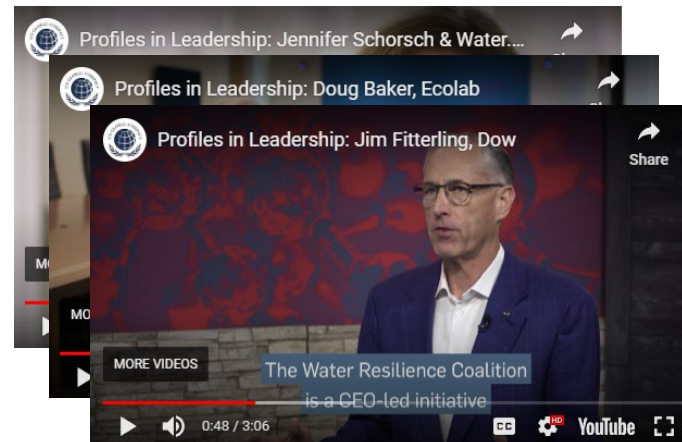 Profiles in Leadership: Jennifer Schorsch & Water....
Profiles in Leadership: Doug Baker, Ecolab
Profiles in Leadership: Jim Fitterling, Dow
Share
MORE VIDEOS
The Water Resilience Coalition
is a CEO-led initiative
0:48 / 3:06
CC
HD
YouTube